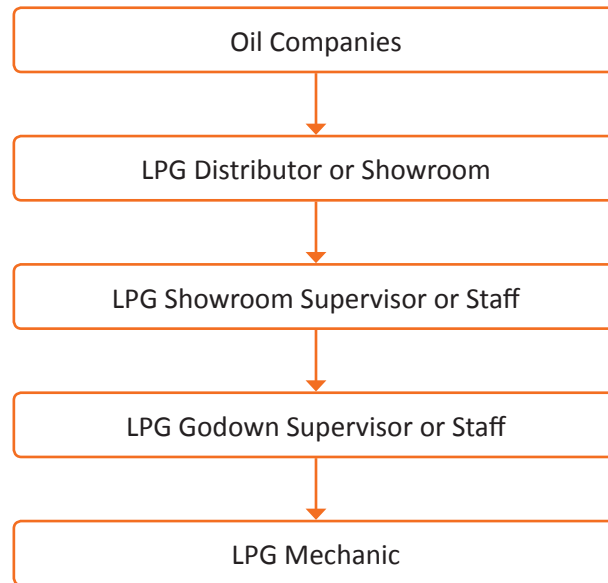 Oil Companies
LPG Distributor or Showroom
LPG Showroom Supervisor or Staff
LPG Godown Supervisor or Staff
LPG Mechanic